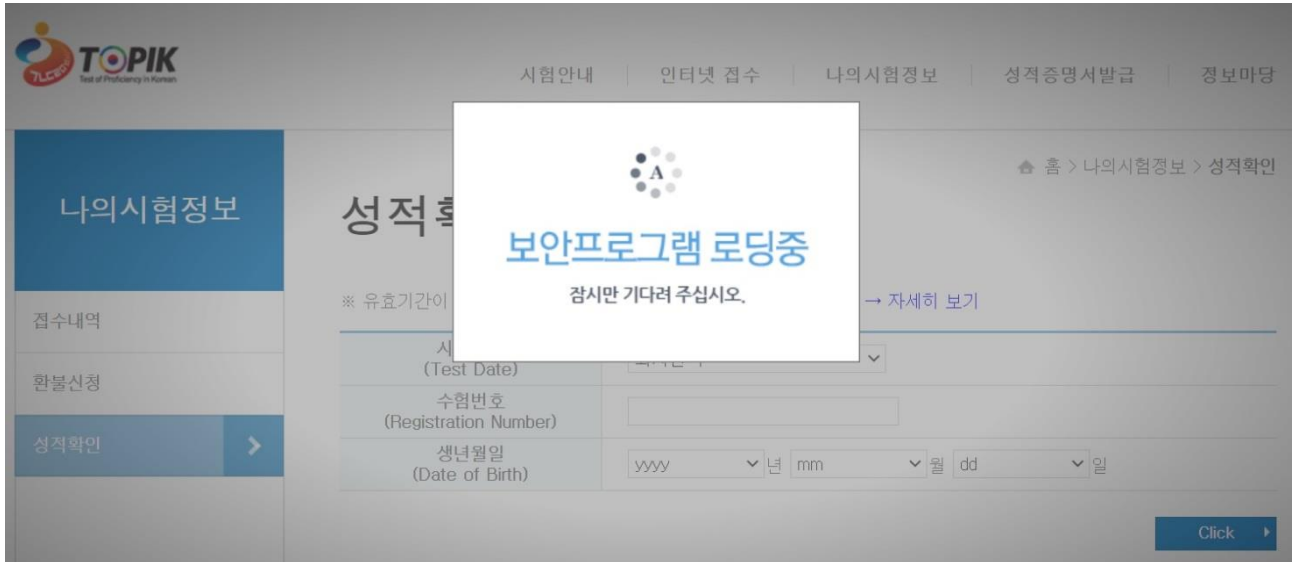 TOPIK
Test of Proficiency in Korean
시험안내
인터넷 접수
나의시험정보
성적증명서발급
정보마당
홈 > 나의시험정보 > 성적확인
나의시험정보
접수내역
환불신청
성적확인
성적
A
보안프로그램 로딩중
잠시만 기다려 주십시오.
※ 유효기간이
→ 자세히 보기
(Test Date)
수험번호
(Registration Number)
생년월일
(Date of Birth)
yyyy 년 mm 월 dd 일
Click